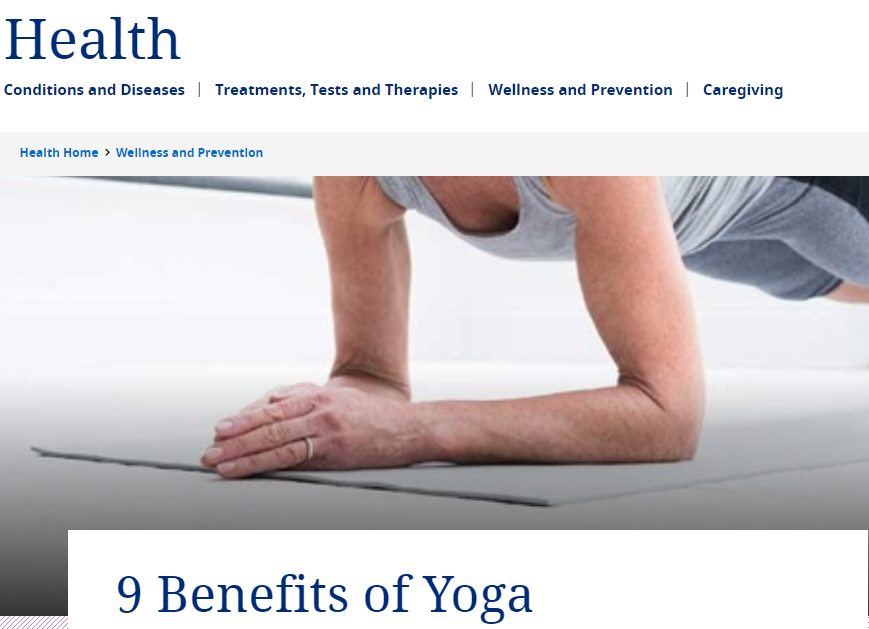 Health
Conditions and Diseases | Treatments, Tests and Therapies | Wellness and Prevention | Caregiving
Health Home > Wellness and Prevention
9 Benefits of Yoga